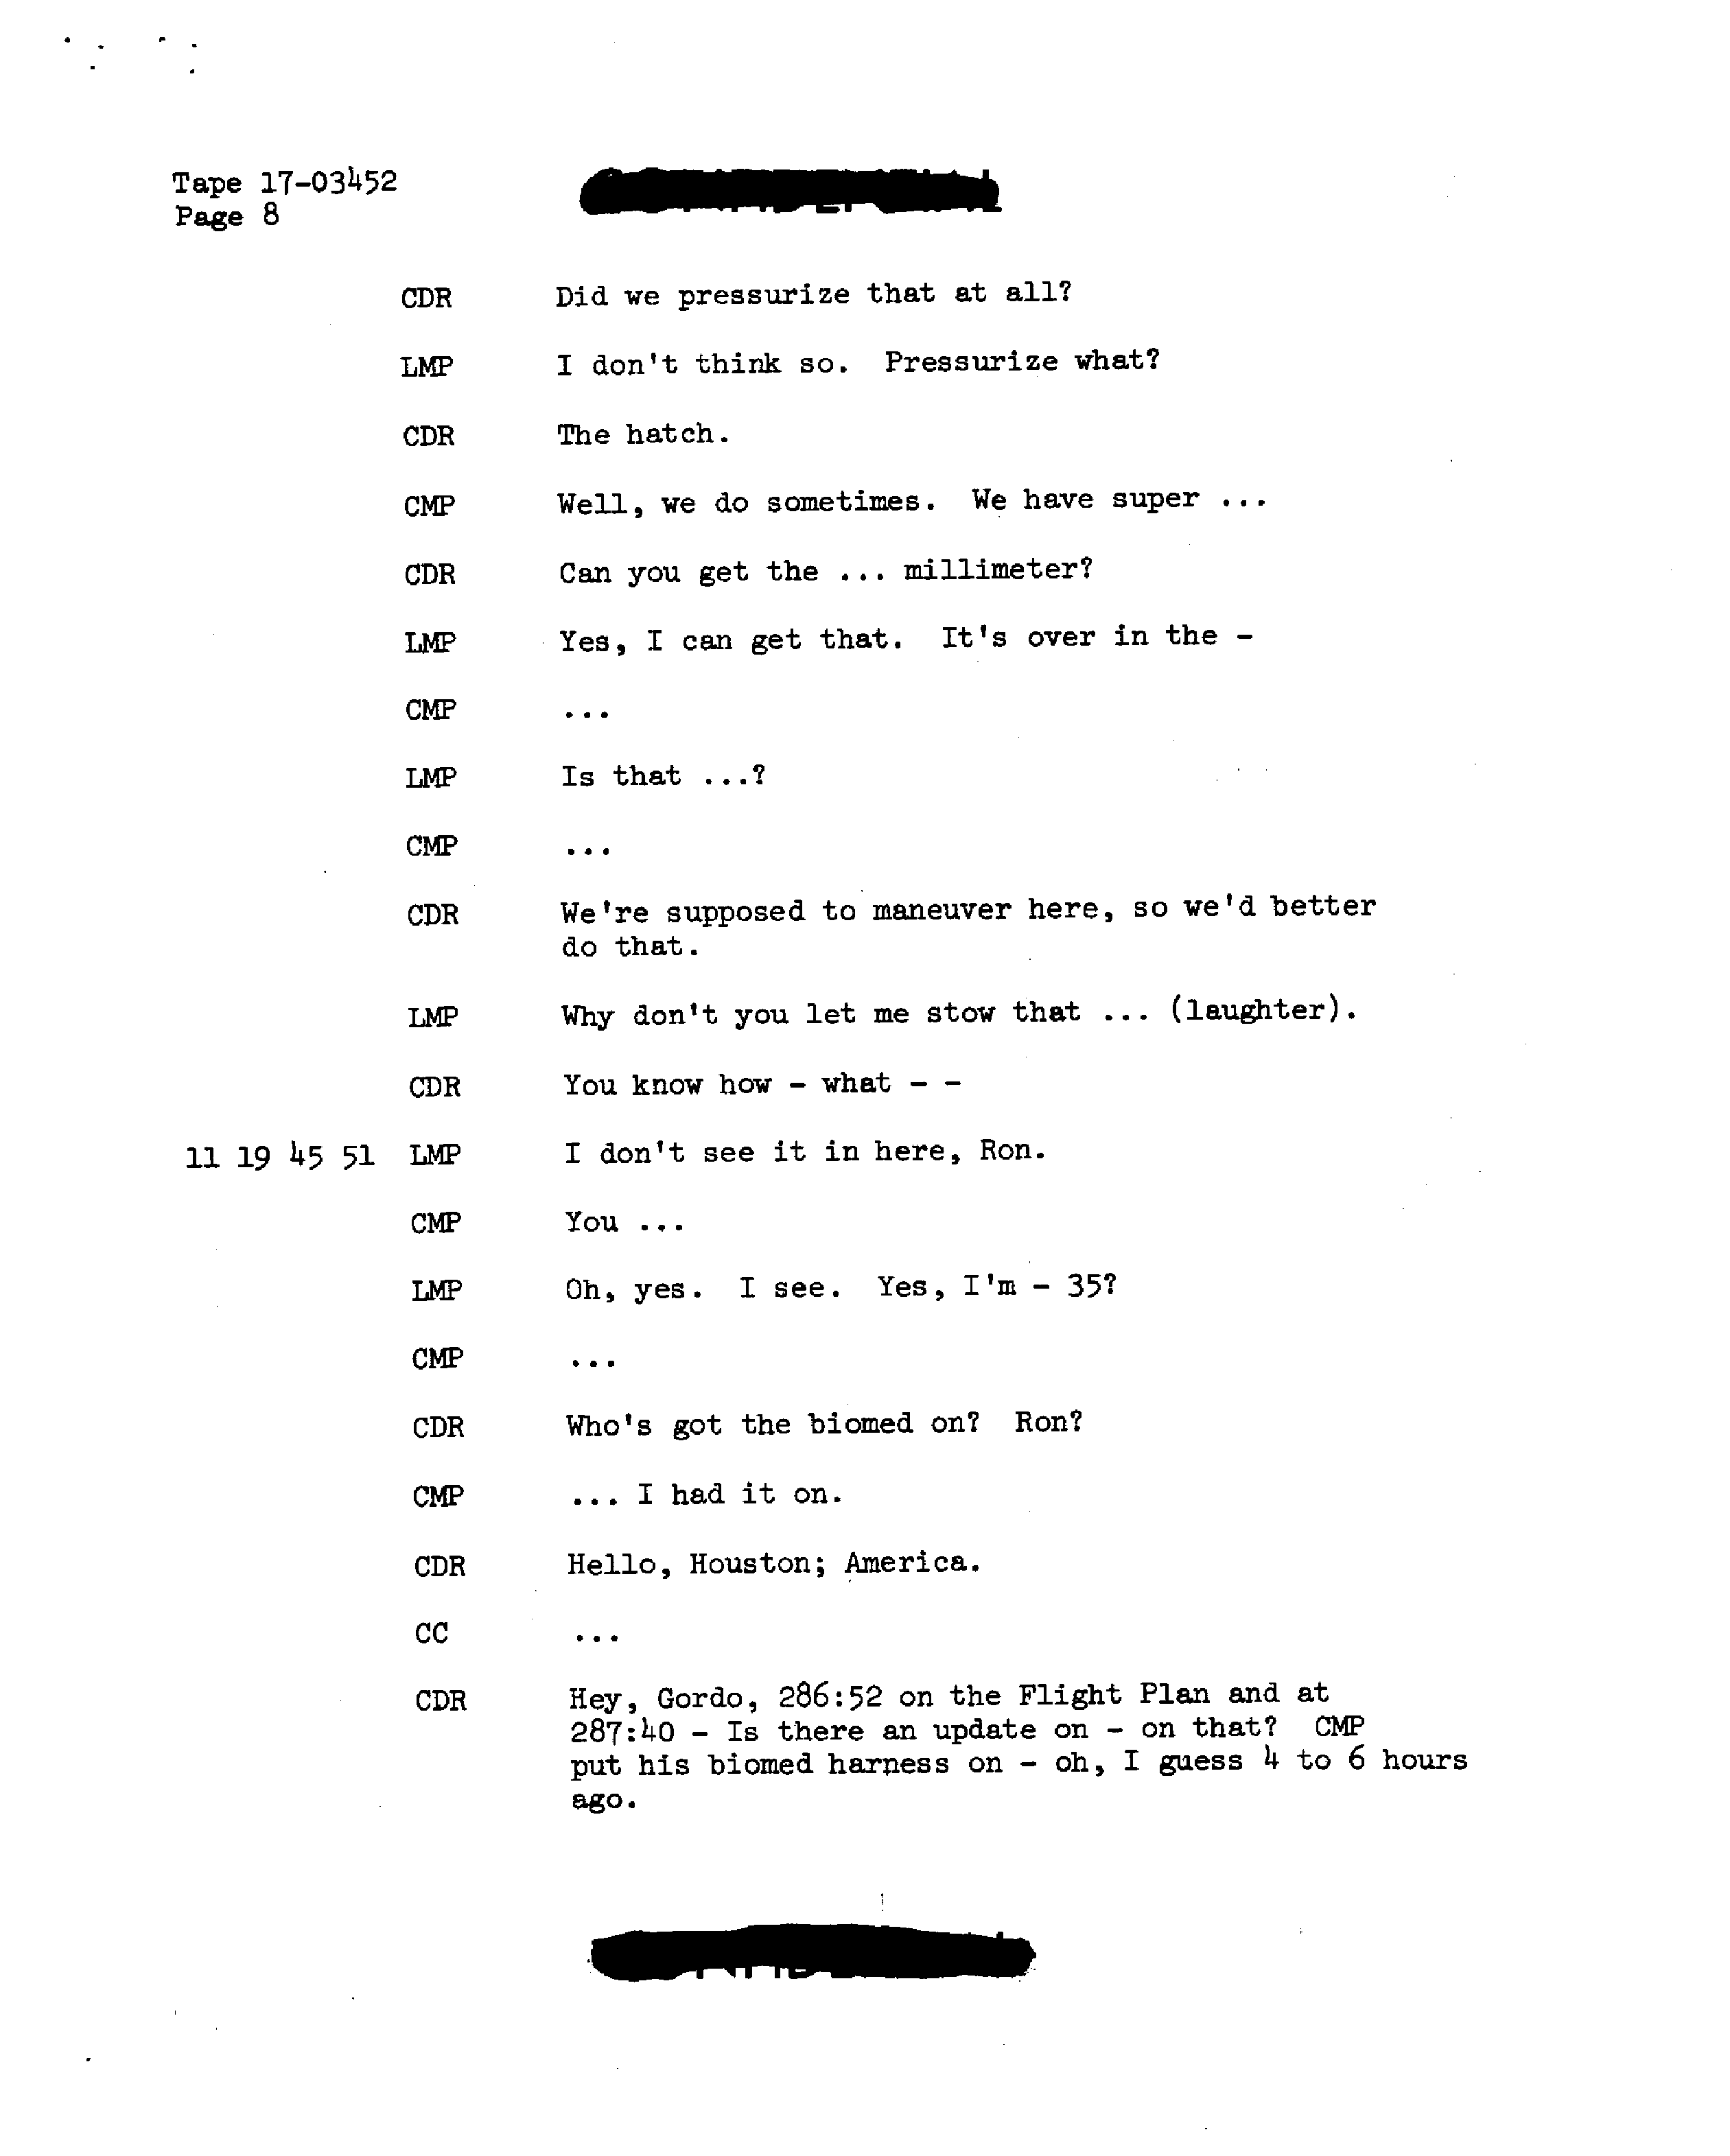 Tape 17-03452
Page 8
CDR Did we pressurize that at all?
LMP I don't think so. Pressurize what?
CDR The hatch.
CMP Well, we do sometimes. We have super ...
CDR Can you get the ... millimeter?
LMP Yes, I can get that. It's over in the -
CMP ...
LMP Is that ...?
CMP ...
CDR We're supposed to maneuver here, so we'd better
do that.
LMP Why don't you let me stow that ... (laughter).
CDR You know how - what - -
11 19 45 51 LMP I don't see it in here, Ron.
CMP You ...
LMP Oh, yes. I see. Yes, I'm - 35?
CMP ...
CDR Who's got the biomed on? Ron?
CMP ... I had it on.
CDR Hello, Houston; America.
CC ...
CDR Hey, Gordo, 286:52 on the Flight Plan and at
287:40 - Is there an update on - on that? CMP
put his biomed harness on - oh, I guess 4 to 6 hours
ago.